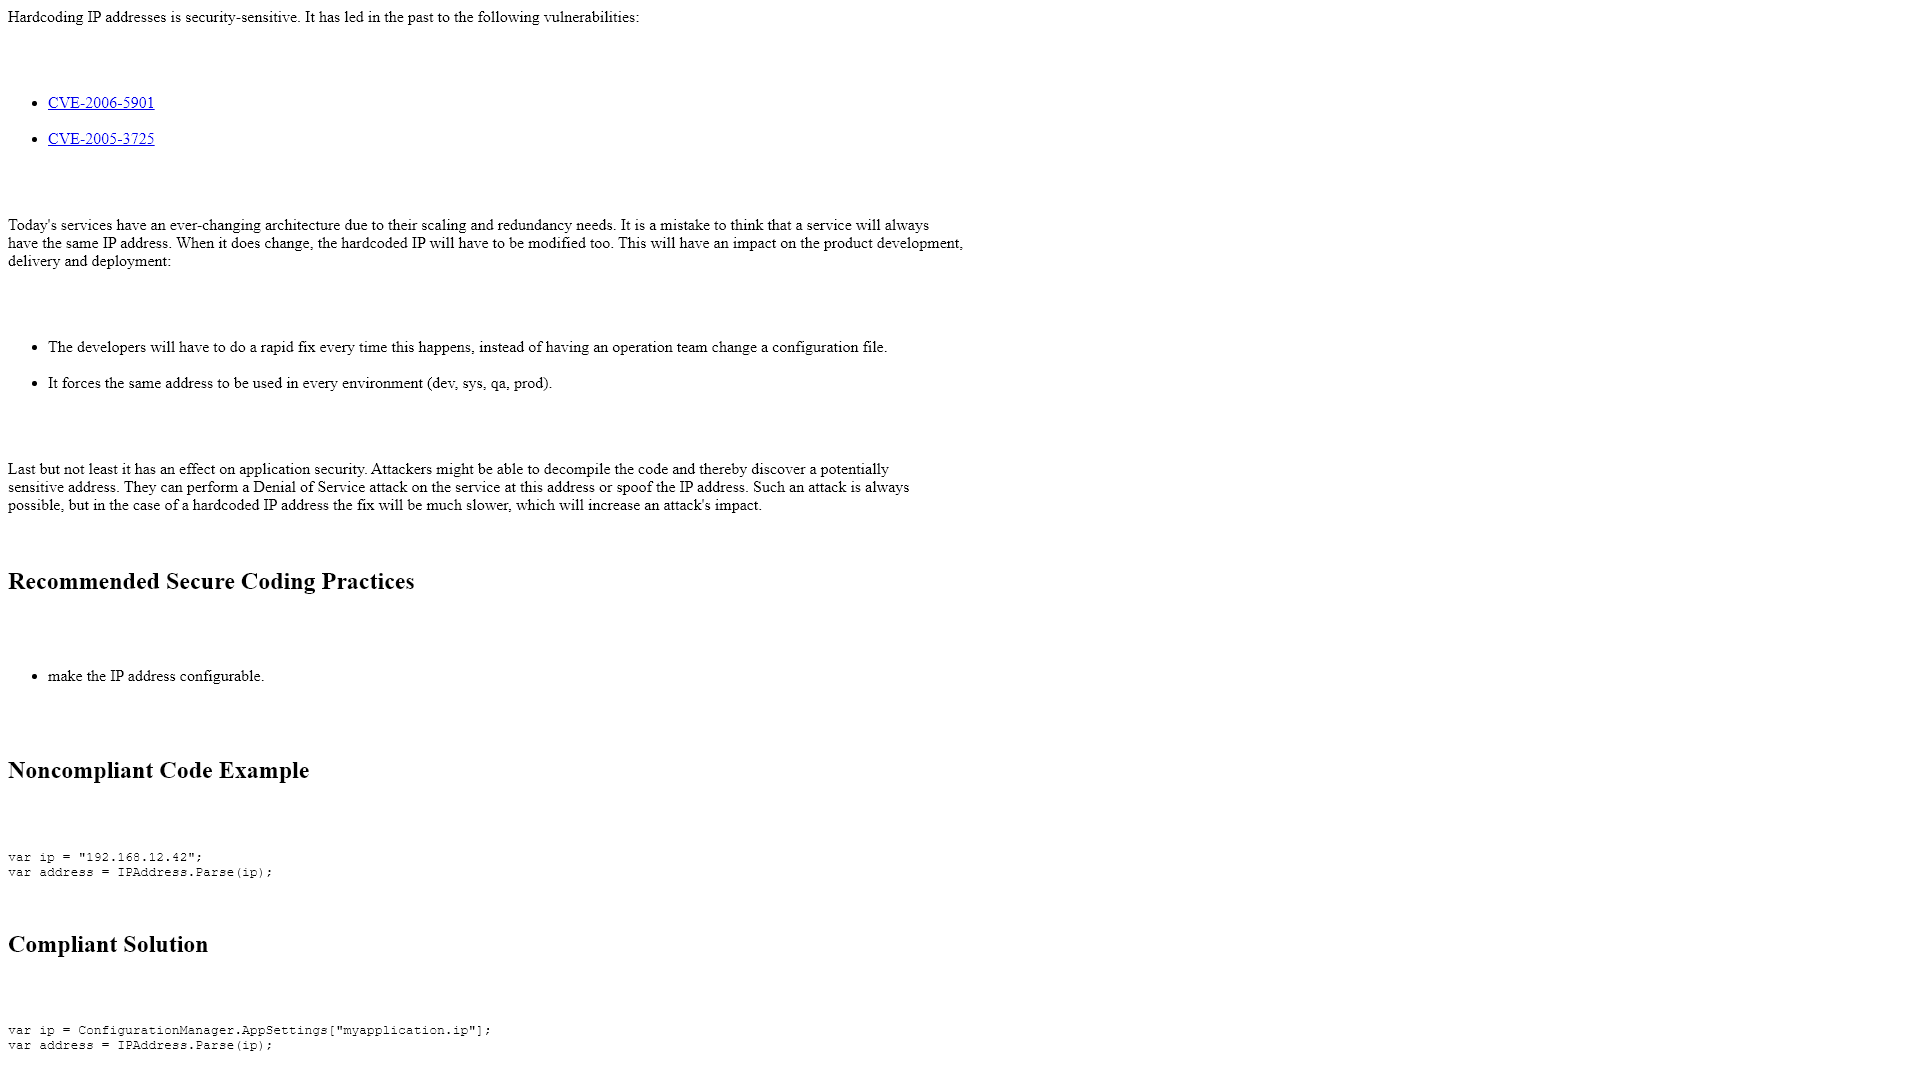 Hardcoding IP addresses is security-sensitive. It has led in the past to the following vulnerabilities:
CVE-2006-5901
CVE-2005-3725
Today's services have an ever-changing architecture due to their scaling and redundancy needs. It is a mistake to think that a service will always
have the same IP address. When it does change, the hardcoded IP will have to be modified too. This will have an impact on the product development,
delivery and deployment:
The developers will have to do a rapid fix every time this happens, instead of having an operation team change a configuration file.
It forces the same address to be used in every environment (dev, sys, qa, prod).
Last but not least it has an effect on application security. Attackers might be able to decompile the code and thereby discover a potentially
sensitive address. They can perform a Denial of Service attack on the service at this address or spoof the IP address. Such an attack is always
possible, but in the case of a hardcoded IP address the fix will be much slower, which will increase an attack's impact.
Recommended Secure Coding Practices
make the IP address configurable.
Noncompliant Code Example
var ip = "192.168.12.42";
var address = IPAddress.Parse(ip);
Compliant Solution
var ip = ConfigurationManager.AppSettings["myapplication.ip"];
var address = IPAddress.Parse(ip);